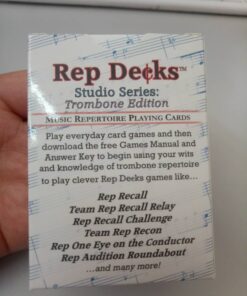 Rep De¢ks™
Studio Series:
Trombone Edition
Music Repertoire Playing Cards
Play everyday card games and then
download the free Games Manual and
Answer Key to begin using your wits
and knowledge of trombone repertoire
to play clever Rep Decks games like...
Rep Recall
Team Rep Recall Relay
Rep Recall Challenge
Team Rep Recon
Rep One Eye on the Conductor
Rep Audition Roundabout
...and many more!